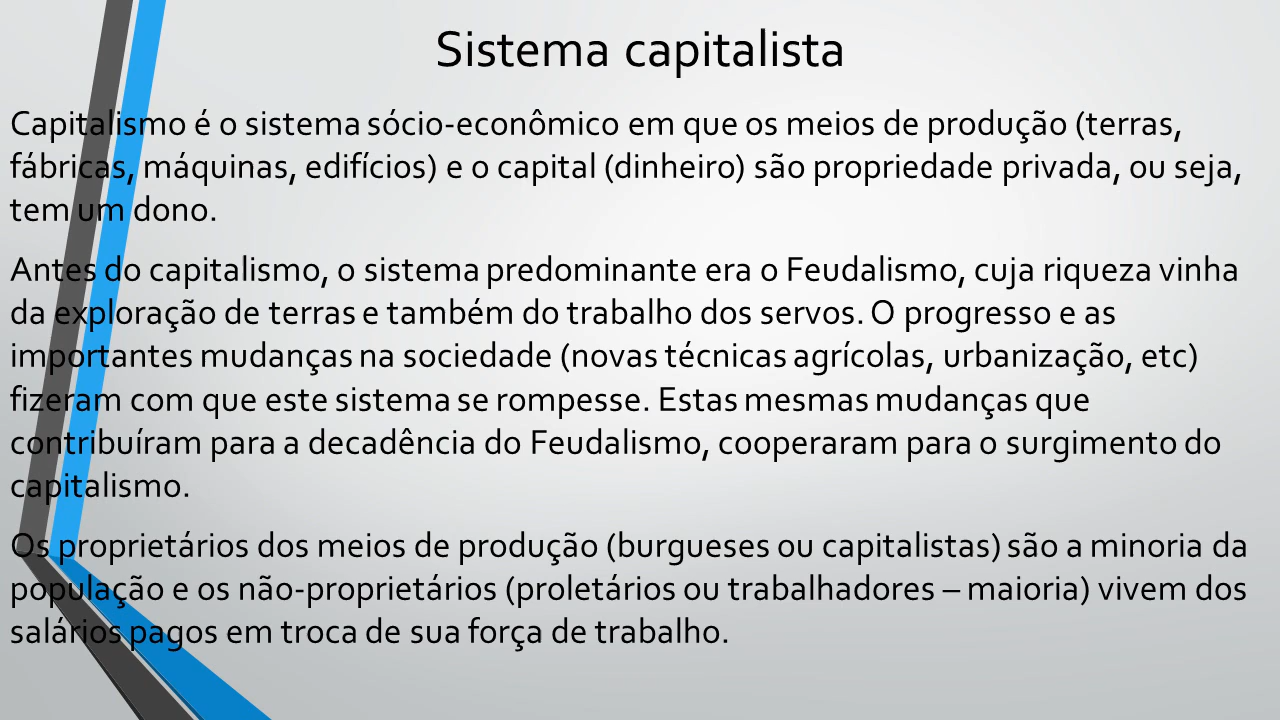 Sistema capitalista
Capitalismo é o sistema sócio-econômico em que os meios de produção (terras,
fábricas, máquinas, edifícios) e o capital (dinheiro) são propriedade privada, ou seja,
tem um dono.
Antes do capitalismo, o sistema predominante era o Feudalismo, cuja riqueza vinha
da exploração de terras e também do trabalho dos servos. O progresso e as
importantes mudanças na sociedade (novas técnicas agrícolas, urbanização, etc)
fizeram com que este sistema se rompesse. Estas mesmas mudanças que
contribuíram para a decadência do Feudalismo, cooperaram para o surgimento do
capitalismo.
Os proprietários dos meios de produção (burgueses ou capitalistas) são a minoria da
população e os não-proprietários (proletários ou trabalhadores – maioria) vivem dos
salários pagos em troca de sua força de trabalho.